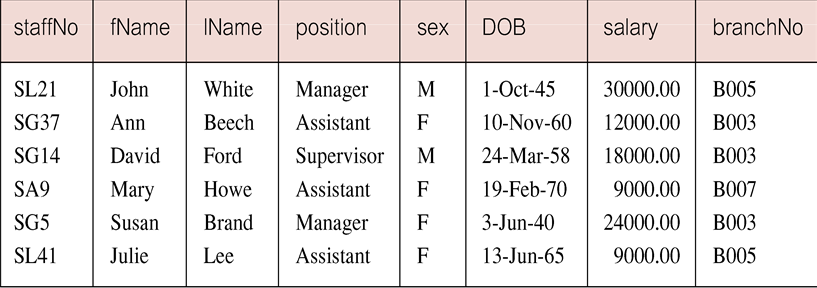 staffNo fName lName position sex DOB salary branchNo
SL21 John White Manager M 1-Oct-45 30000.00 B005
SG37 Ann Beech Assistant F 10-Nov-60 12000.00 B003
SG14 David Ford Supervisor M 24-Mar-58 18000.00 B003
SA9 Mary Howe Assistant F 19-Feb-70 9000.00 B007
SG5 Susan Brand Manager F 3-Jun-40 24000.00 B003
SL41 Julie Lee Assistant F 13-Jun-65 9000.00 B005